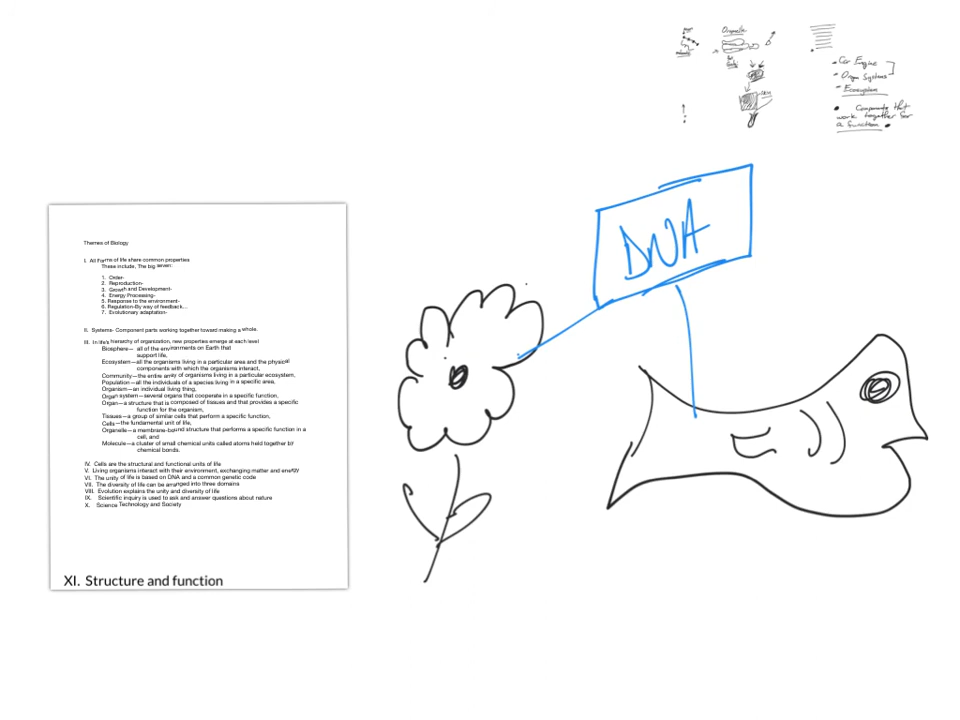 Organelle
• Car Engine
- Organ Systems
- Ecosystem
• Components that
work together for
a function •
DNA
Themes of Biology
I. All Forms of life share common properties
These include, The big seven:
1. Order-
2. Reproduction-
3. Growth and Development-
4. Energy Processing-
5. Response to the environment-
6. Regulation-By way of feedback...
7. Evolutionary adaptation-
II. Systems- Component parts working together toward making a whole.
III. In life's hierarchy of organization, new properties emerge at each level
Biosphere— all of the environments on Earth that
support life,
Ecosystem—all the organisms living in a particular area and the physical
components with which the organisms interact,
Community—the entire array of organisms living in a particular ecosystem,
Population—all the individuals of a species living in a specific area,
Organism—an individual living thing,
Organ system—several organs that cooperate in a specific function,
Organ—a structure that is composed of tissues and that provides a specific
function for the organism,
Tissues—a group of similar cells that perform a specific function,
Cells—the fundamental unit of life,
Organelle—a membrane-bound structure that performs a specific function in a
cell, and
Molecule—a cluster of small chemical units called atoms held together by
chemical bonds.
IV. Cells are the structural and functional units of life
V. Living organisms interact with their environment, exchanging matter and energy
VI. The unity of life is based on DNA and a common genetic code
VII. The diversity of life can be arranged into three domains
VIII. Evolution explains the unity and diversity of life
IX. Scientific inquiry is used to ask and answer questions about nature
X. Science Technology and Society
XI. Structure and function